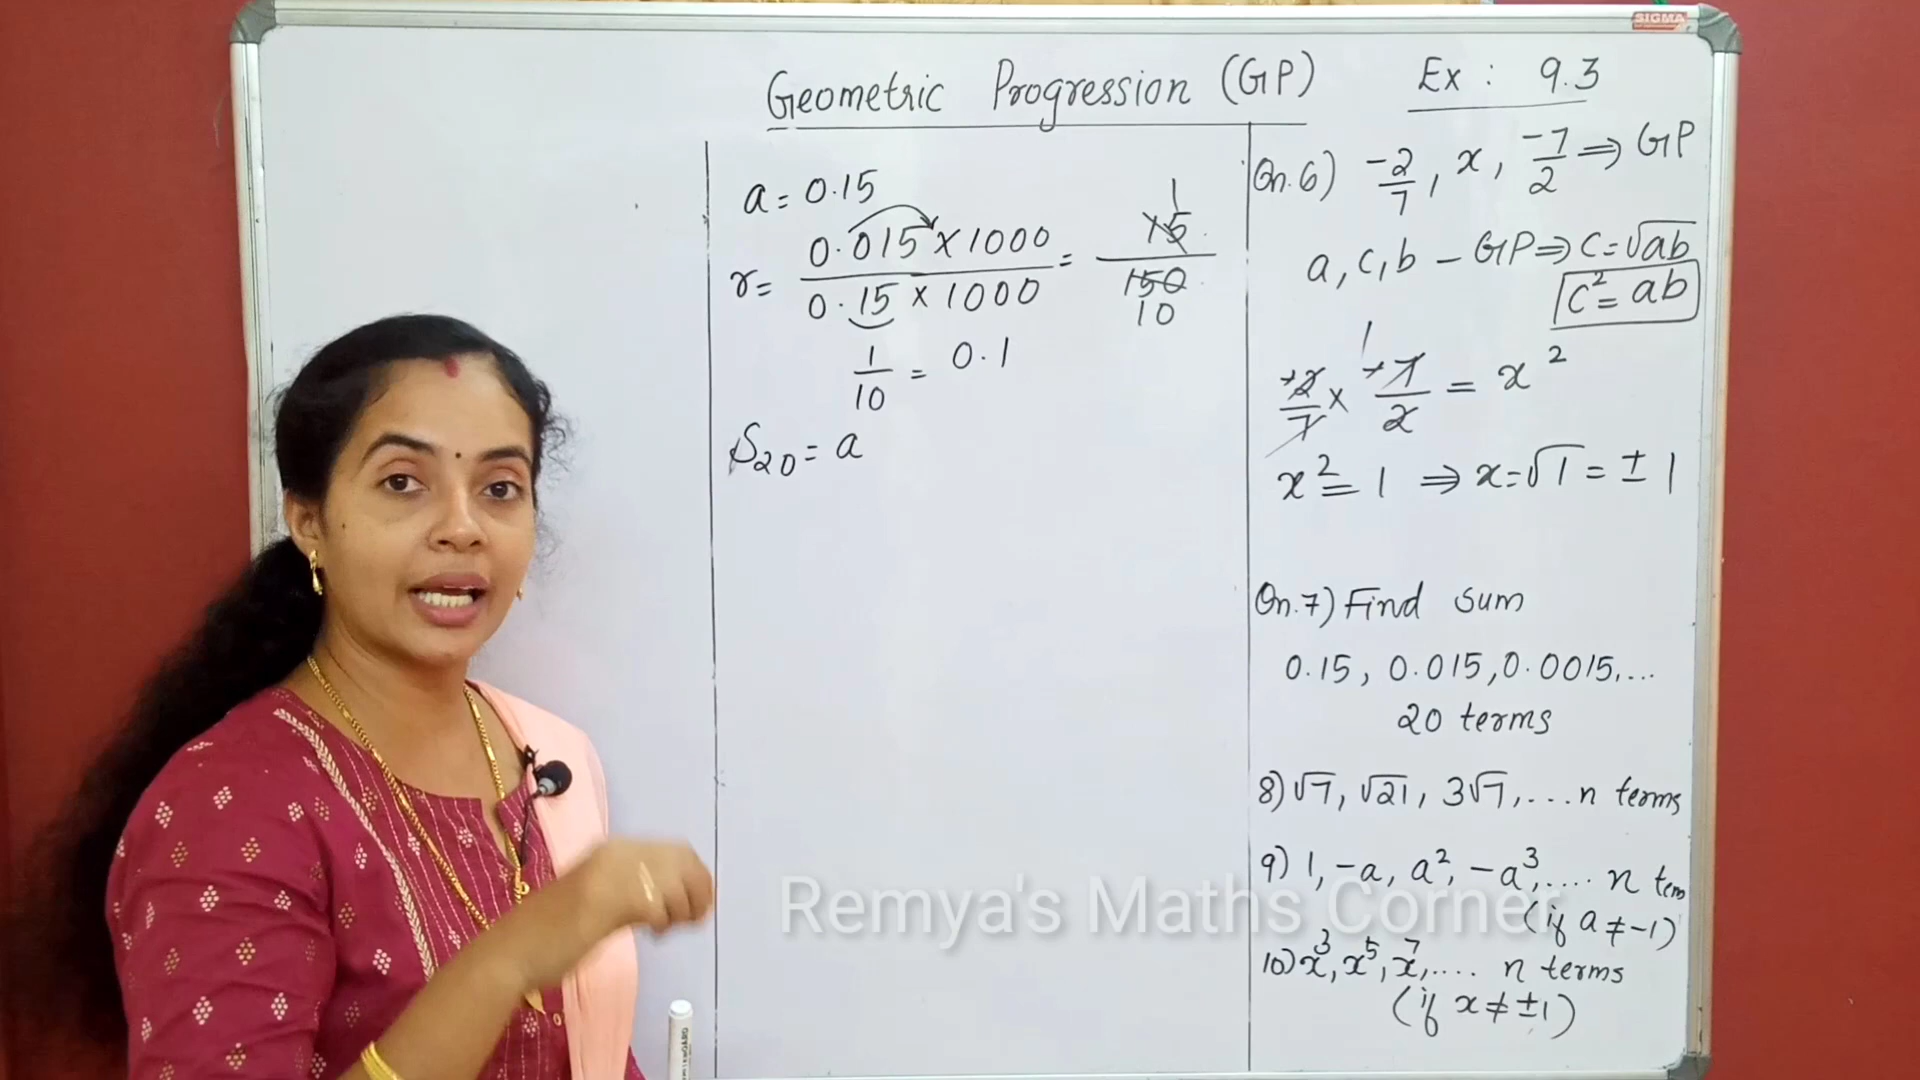 SIGMA
Geometric Progression (GP)
Ex : 9.3
a = 0.15
r = 0.015 × 1000 / 0.15 × 1000 = 15 / 150
1
10
1/10 = 0.1
S20 = a
Qn.6) -2/7, x, -7/2 ⇒ GP
a, c, b - GP ⇒ c = √ab
c² = ab
+2/7 × +7/2 = x²
1
x² = 1 ⇒ x = √1 = ± 1
Qn.7) Find sum
0.15, 0.015, 0.0015, ...
20 terms
8) √7, √21, 3√7, ... n terms
9) 1, -a, a², -a³, .... n
(if a ≠ -1)
10) x³, x⁵, x⁷, .... n terms
(if x ≠ ±1)
Remya's Maths Corner